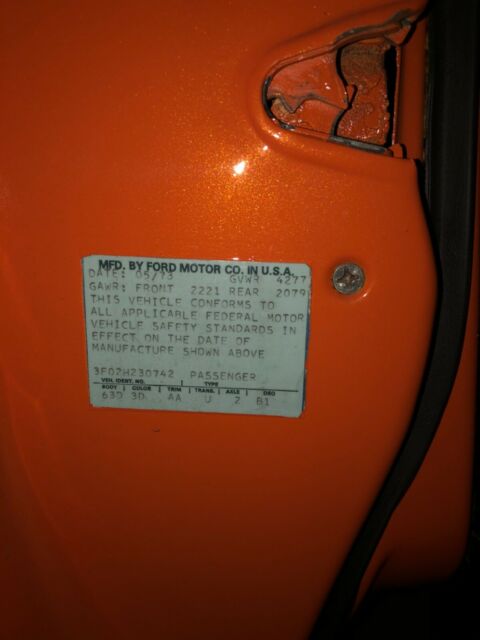 MFD. BY FORD MOTOR CO. IN U.S.A.
DATE: 05/73 GVWR 4277
GAWR: FRONT 2221 REAR 2079
THIS VEHICLE CONFORMS TO
ALL APPLICABLE FEDERAL MOTOR
VEHICLE SAFETY STANDARDS IN
EFFECT ON THE DATE OF
MANUFACTURE SHOWN ABOVE
3F02H230742 PASSENGER
VEH. IDENT. NO. TYPE
BODY COLOR TRIM TRANS. AXLE DSO
63D 3D AA U 2 B1